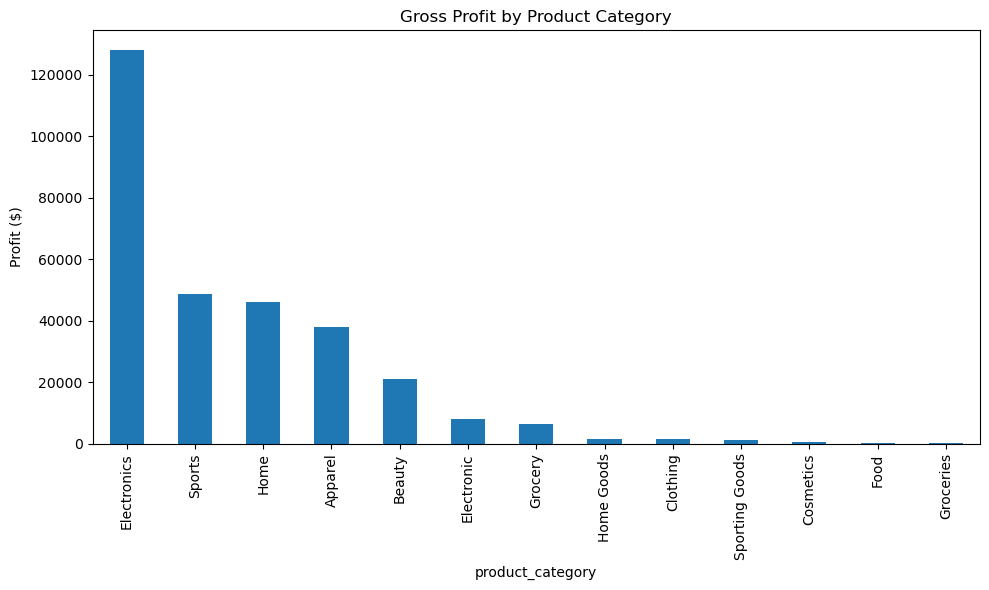 Gross Profit by Product Category
Profit ($)
120000
100000
80000
60000
40000
20000
0
Electronics
Sports
Home
Apparel
Beauty
Electronic
Grocery
Home Goods
Clothing
Sporting Goods
Cosmetics
Food
Groceries
product_category